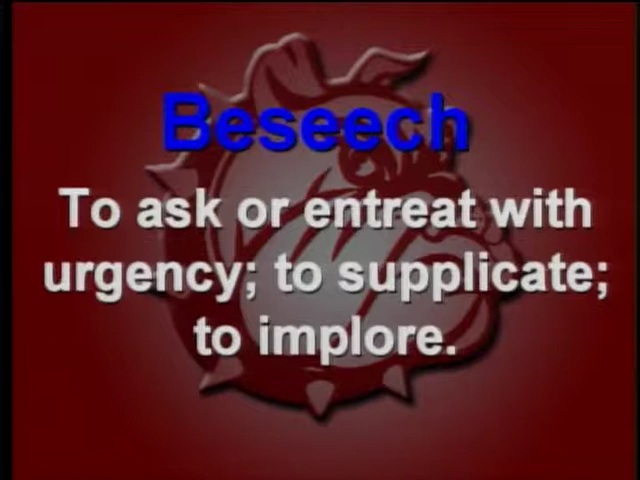 Beseech
To ask or entreat with
urgency; to supplicate;
to implore.